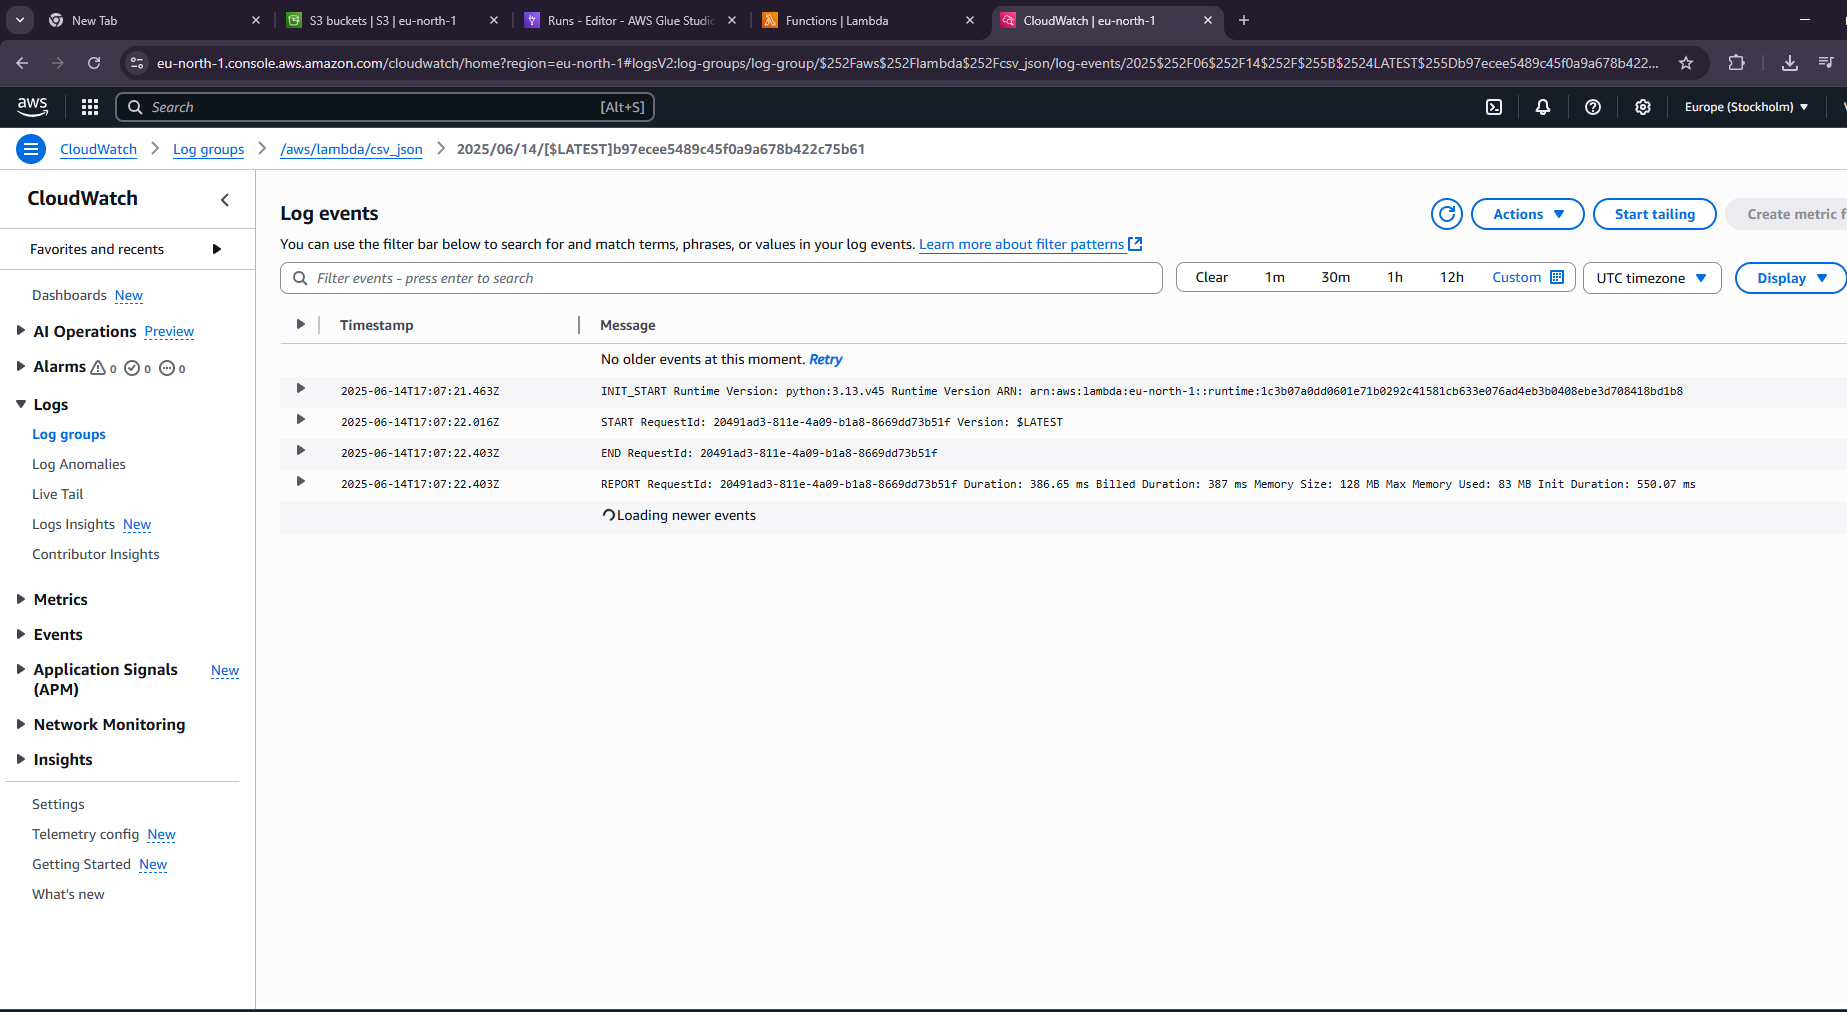 New Tab
S3 buckets | S3 | eu-north-1
Runs - Editor - AWS Glue Studio
Functions | Lambda
CloudWatch | eu-north-1
eu-north-1.console.aws.amazon.com/cloudwatch/home?region=eu-north-1#logsV2:log-groups/log-group/$252Faws$252Flambda$252Fcsv_json/log-events/2025$252F06$252F14$252F$255B$2524LATEST$255Db97ecee5489c45f0a9a678b422...
aws
Search
[Alt+S]
Europe (Stockholm)
CloudWatch
Log groups
/aws/lambda/csv_json
2025/06/14/[$LATEST]b97ecee5489c45f0a9a678b422c75b61
CloudWatch
Favorites and recents
Dashboards New
AI Operations Preview
Alarms 0 0 0
Logs
Log groups
Log Anomalies
Live Tail
Logs Insights New
Contributor Insights
Metrics
Events
Application Signals New
(APM)
Network Monitoring
Insights
Settings
Telemetry config New
Getting Started New
What's new
Log events
Actions
Start tailing
Create metric f
You can use the filter bar below to search for and match terms, phrases, or values in your log events. Learn more about filter patterns
Filter events - press enter to search
Clear 1m 30m 1h 12h Custom
UTC timezone
Display
Timestamp Message
No older events at this moment. Retry
2025-06-14T17:07:21.463Z INIT_START Runtime Version: python:3.13.v45 Runtime Version ARN: arn:aws:lambda:eu-north-1::runtime:1c3b07a0dd0601e71b0292c41581cb633e076ad4eb3b0408ebe3d708418bd1b8
2025-06-14T17:07:22.016Z START RequestId: 20491ad3-811e-4a09-b1a8-8669dd73b51f Version: $LATEST
2025-06-14T17:07:22.403Z END RequestId: 20491ad3-811e-4a09-b1a8-8669dd73b51f
2025-06-14T17:07:22.403Z REPORT RequestId: 20491ad3-811e-4a09-b1a8-8669dd73b51f Duration: 386.65 ms Billed Duration: 387 ms Memory Size: 128 MB Max Memory Used: 83 MB Init Duration: 550.07 ms
Loading newer events